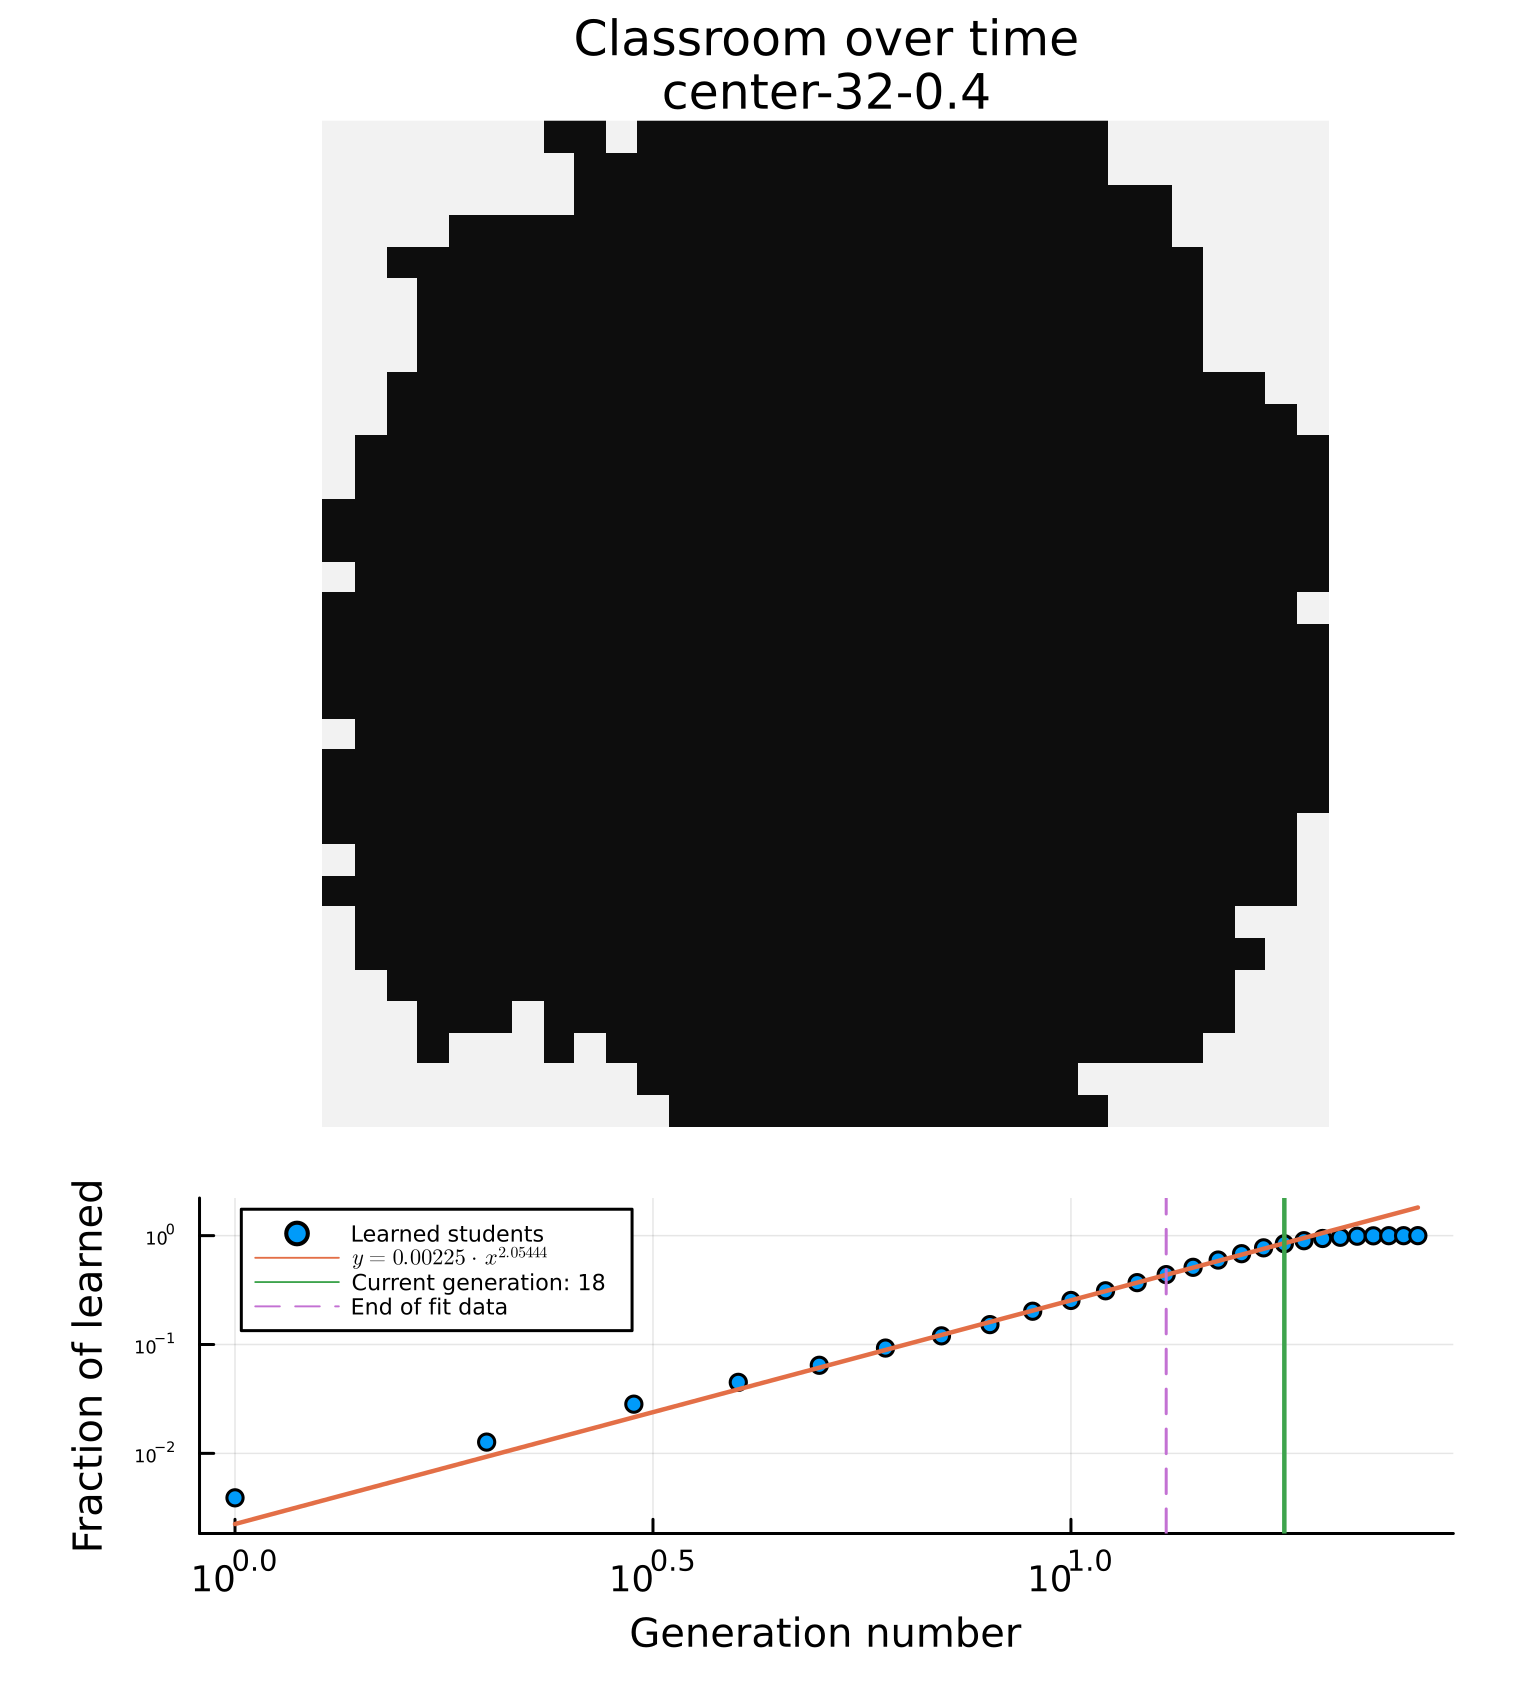 Classroom over time
center-32-0.4
Fraction of learned
10^0
10^−1
10^−2
Learned students
y = 0.00225 · x^2.05444
Current generation: 18
End of fit data
10^0.0 10^0.5 10^1.0
Generation number